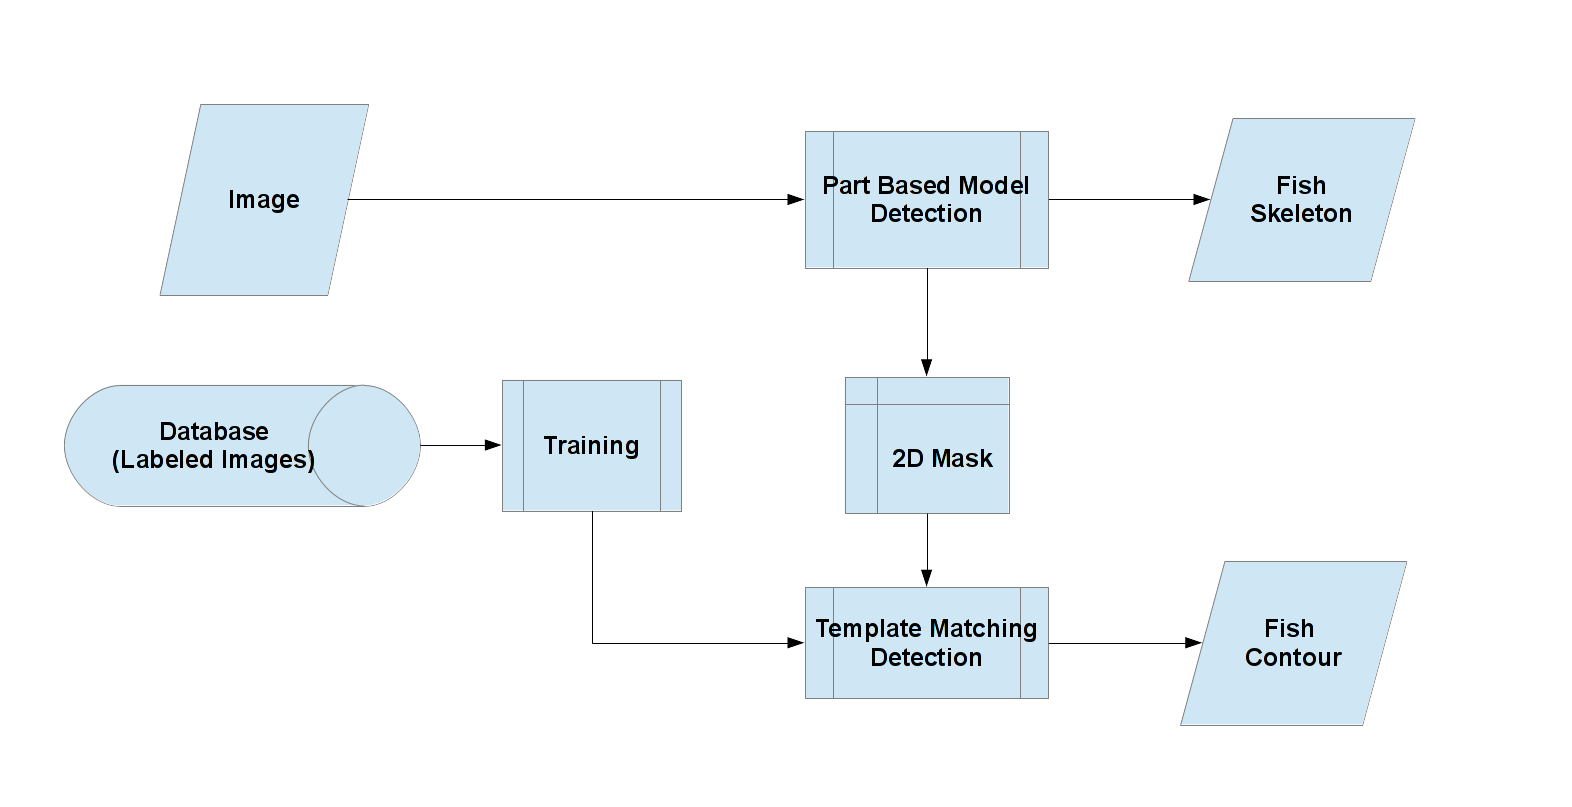 Image
Part Based Model
Detection
Fish
Skeleton
Database
(Labeled Images)
Training
2D Mask
Template Matching
Detection
Fish
Contour